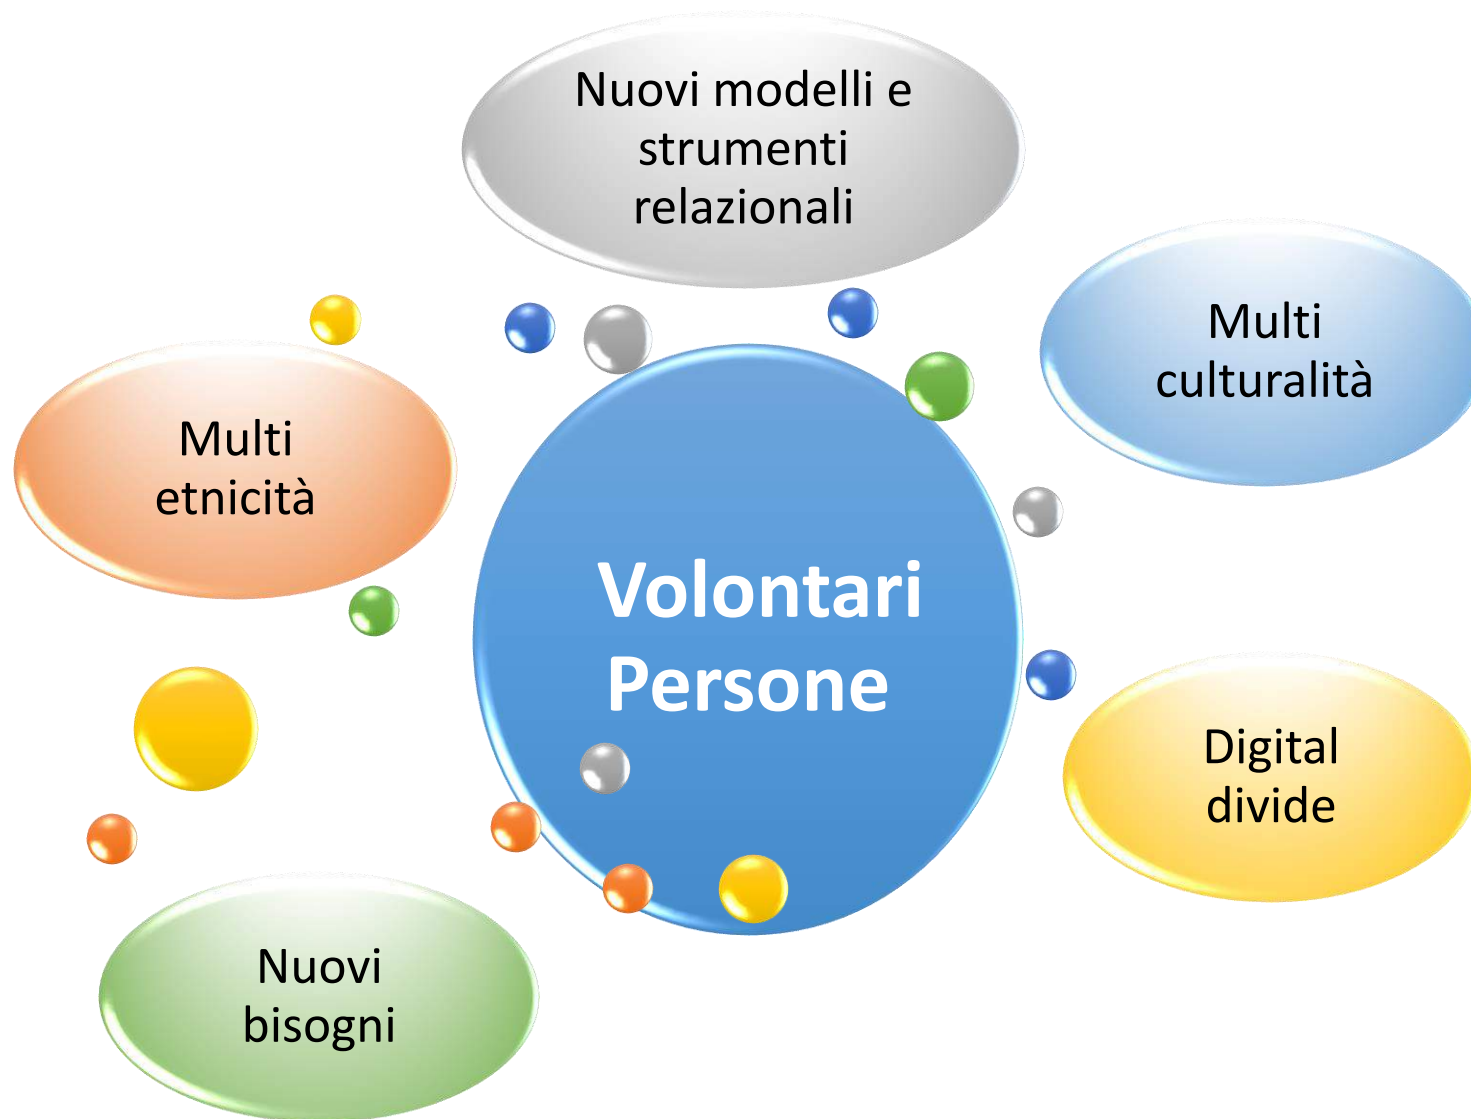 Nuovi modelli e
strumenti
relazionali
Multi
culturalità
Multi
etnicità
Volontari
Persone
Digital
divide
Nuovi
bisogni